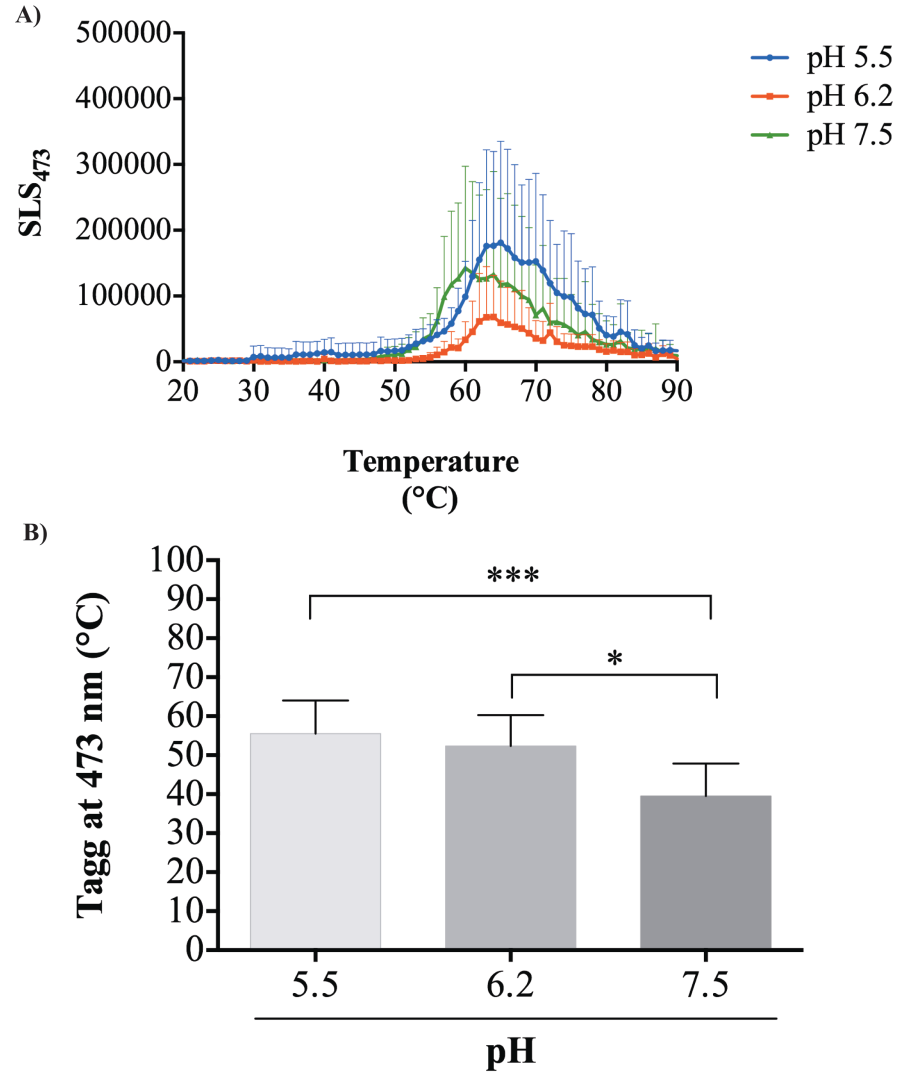 A)
500000
400000
300000
200000
100000
0
SLS473
20 30 40 50 60 70 80 90
Temperature
(°C)
pH 5.5
pH 6.2
pH 7.5
B)
100
90
80
70
60
50
40
30
20
10
0
Tagg at 473 nm (°C)
***
*
5.5 6.2 7.5
pH